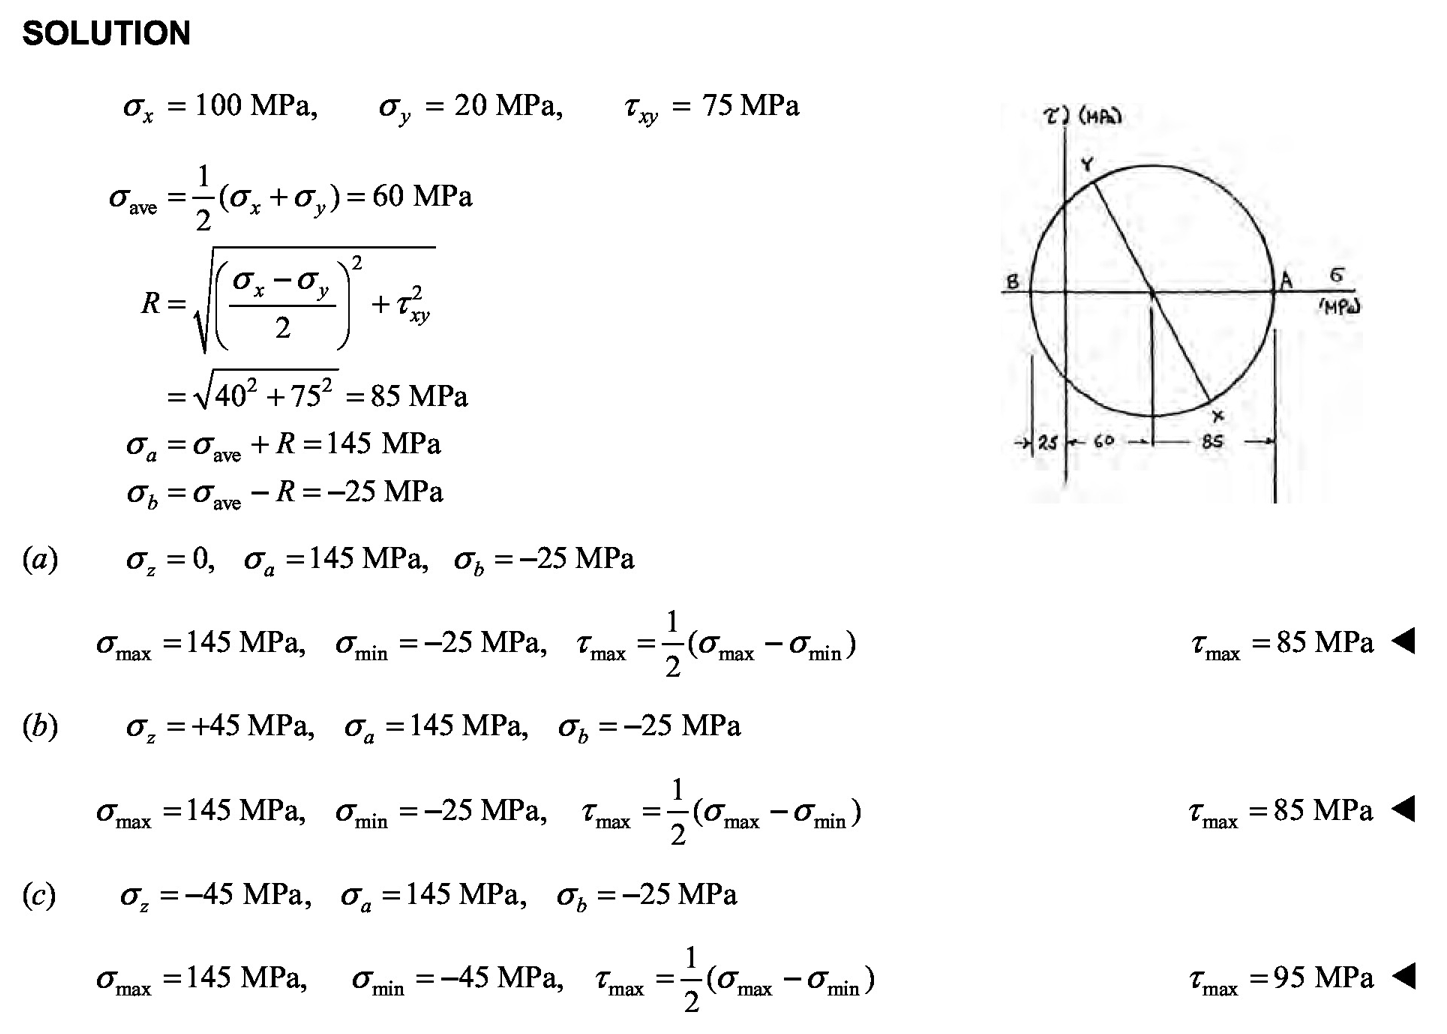 SOLUTION
σx = 100 MPa, σy = 20 MPa, τxy = 75 MPa
σave = 1/2 (σx + σy) = 60 MPa
R = √(((σx − σy)/2)² + τ²xy)
= √(40² + 75²) = 85 MPa
σa = σave + R = 145 MPa
σb = σave − R = −25 MPa
τ) (MPa)
Y
B
A
σ
(MPa)
X
25 60 85
(a) σz = 0, σa = 145 MPa, σb = −25 MPa
σmax = 145 MPa, σmin = −25 MPa, τmax = 1/2 (σmax − σmin) τmax = 85 MPa ◀
(b) σz = +45 MPa, σa = 145 MPa, σb = −25 MPa
σmax = 145 MPa, σmin = −25 MPa, τmax = 1/2 (σmax − σmin) τmax = 85 MPa ◀
(c) σz = −45 MPa, σa = 145 MPa, σb = −25 MPa
σmax = 145 MPa, σmin = −45 MPa, τmax = 1/2 (σmax − σmin) τmax = 95 MPa ◀